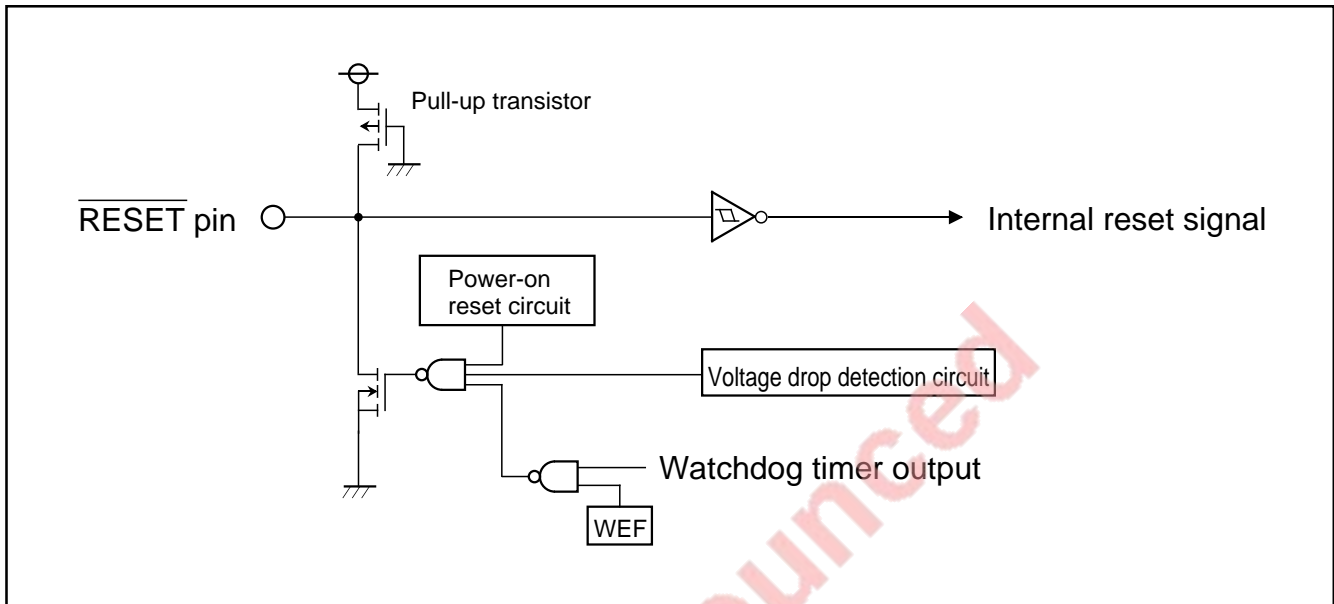 Pull-up transistor
RESET pin
Internal reset signal
Power-on
reset circuit
Voltage drop detection circuit
Watchdog timer output
WEF
ounced